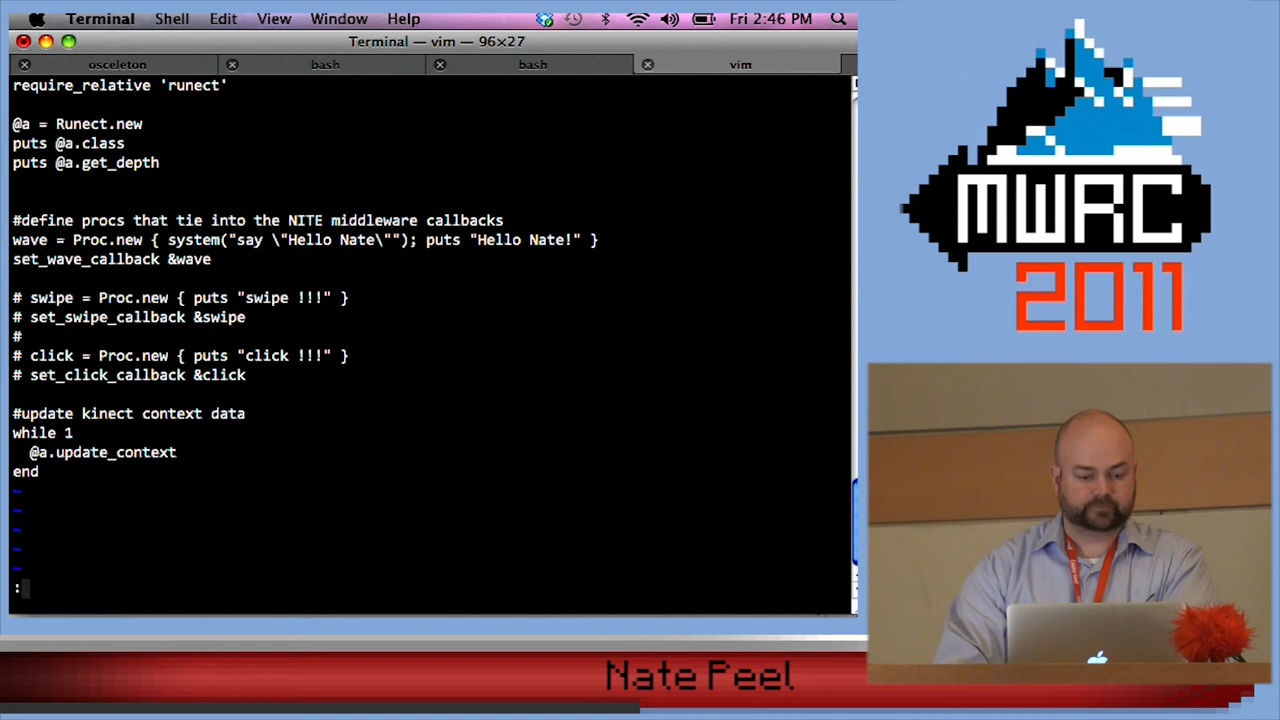 Terminal Shell Edit View Window Help Fri 2:46 PM
Terminal — vim — 96×27
osceleton bash bash vim
require_relative 'runect'
@a = Runect.new
puts @a.class
puts @a.get_depth
#define procs that tie into the NITE middleware callbacks
wave = Proc.new { system("say \"Hello Nate\""); puts "Hello Nate!" }
set_wave_callback &wave
# swipe = Proc.new { puts "swipe !!!" }
# set_swipe_callback &swipe
#
# click = Proc.new { puts "click !!!" }
# set_click_callback &click
#update kinect context data
while 1
@a.update_context
end
~
~
~
~
~
:
MWRC
2011
Nate Peel